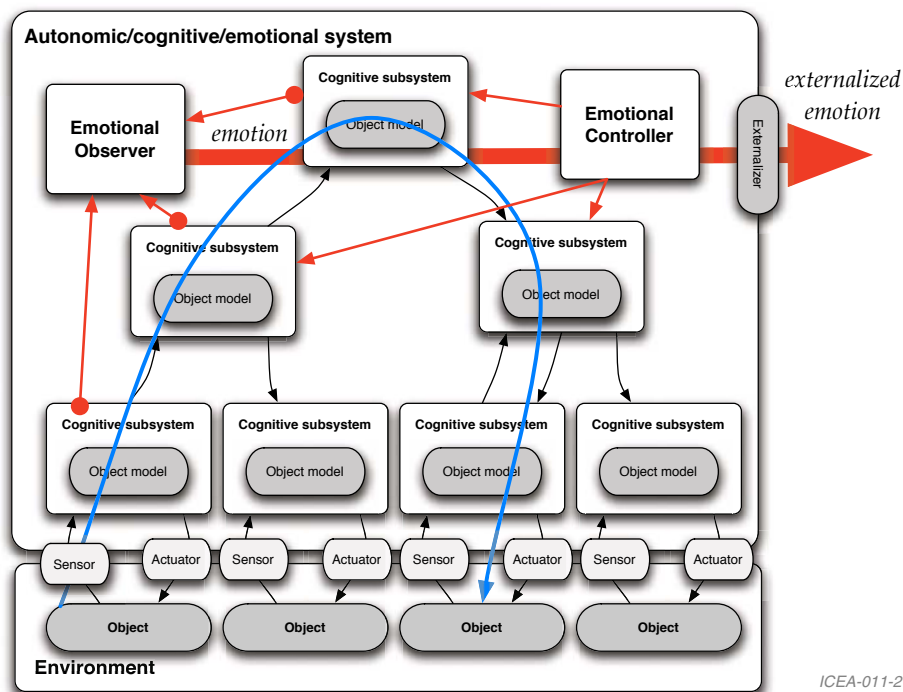 Autonomic/cognitive/emotional system
Cognitive subsystem
Object model
Emotional
Observer
emotion
Emotional
Controller
Externalizer
externalized
emotion
Cognitive subsystem
Object model
Cognitive subsystem
Object model
Cognitive subsystem
Object model
Cognitive subsystem
Object model
Cognitive subsystem
Object model
Cognitive subsystem
Object model
Sensor
Actuator
Sensor
Actuator
Sensor
Actuator
Sensor
Actuator
Object
Object
Object
Object
Environment
ICEA-011-2